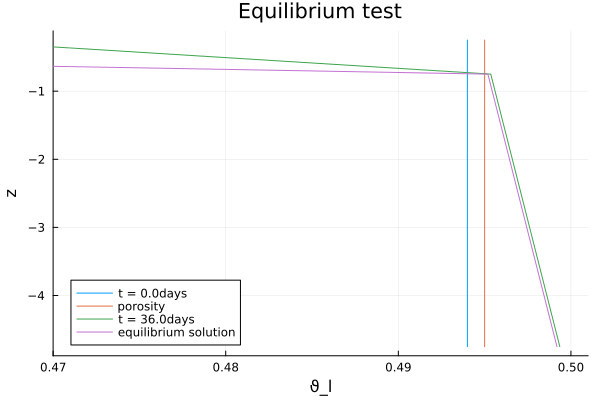 Equilibrium test
z
−1
−2
−3
−4
t = 0.0days
porosity
t = 36.0days
equilibrium solution
0.47 0.48 0.49 0.50
ϑ_l